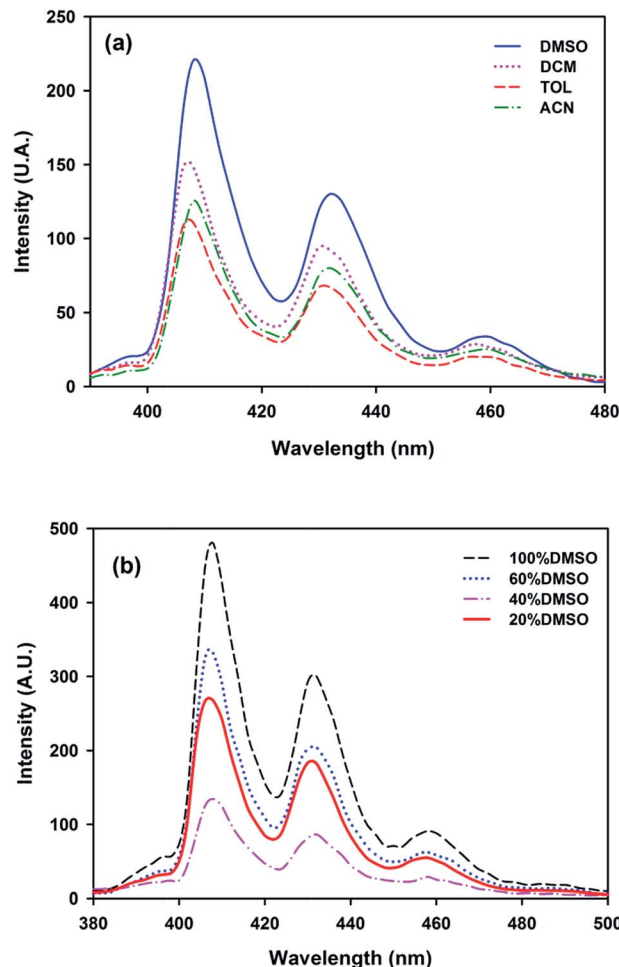 250
(a)
DMSO
DCM
TOL
ACN
200
150
100
50
0
Intensity (U.A.)
400 420 440 460 480
Wavelength (nm)
500
(b)
100%DMSO
60%DMSO
40%DMSO
20%DMSO
400
300
200
100
0
Intensity (A.U.)
380 400 420 440 460 480 500
Wavelength (nm)